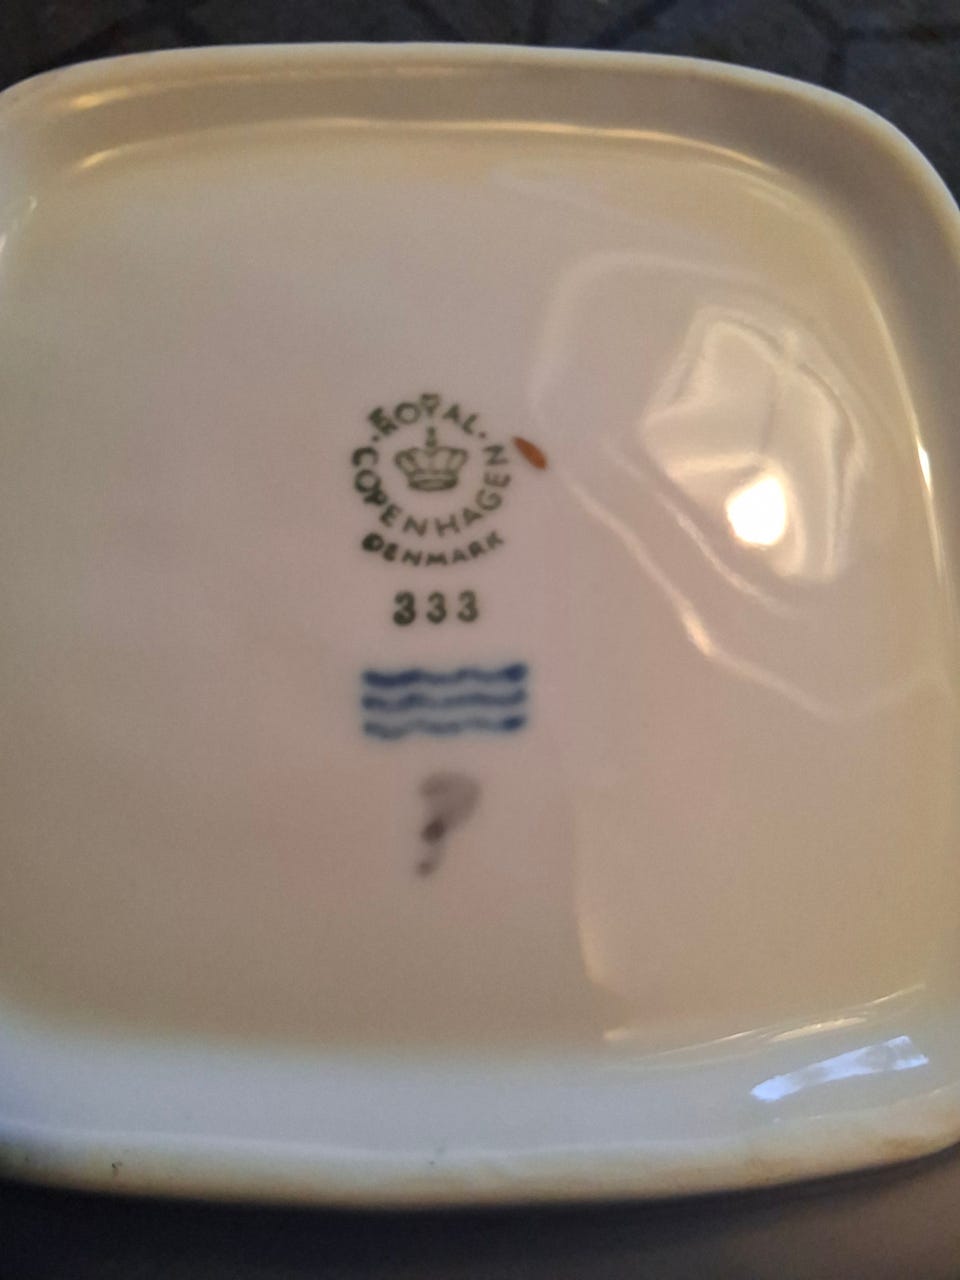 ROYAL
COPENHAGEN
DENMARK
333